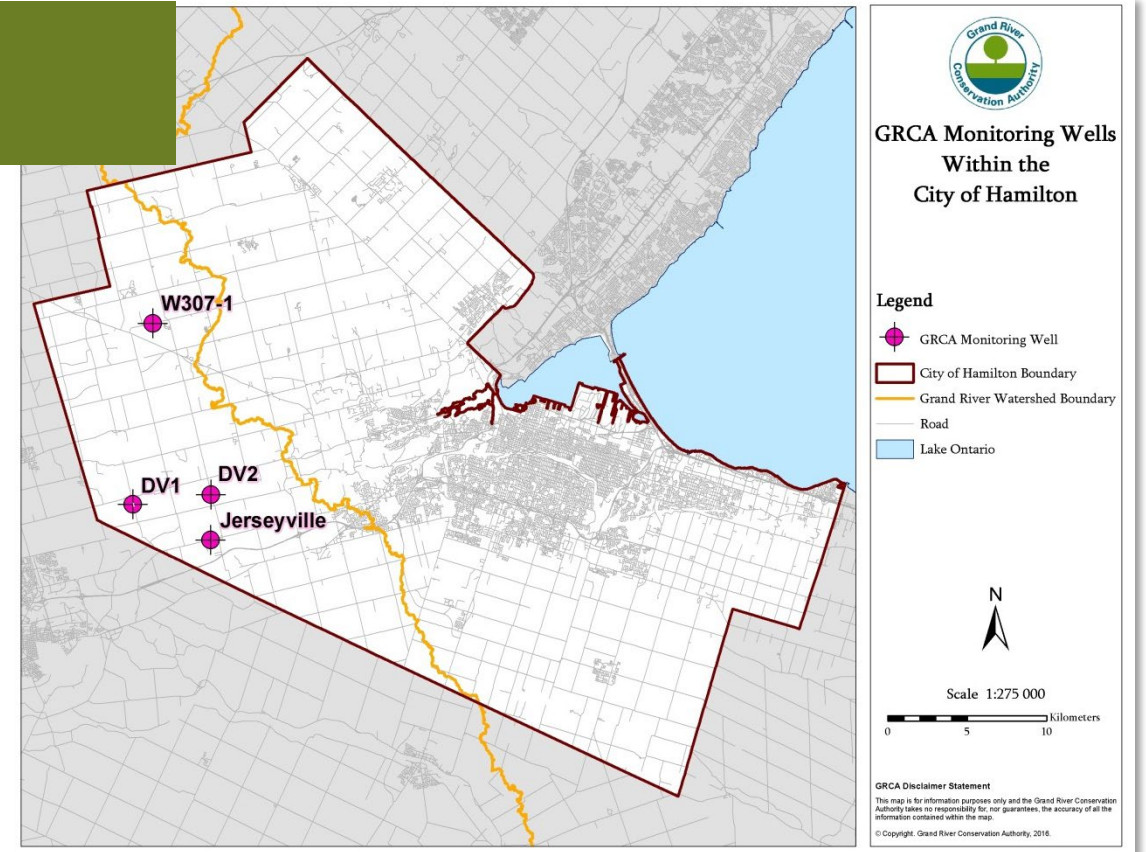 W307-1
DV1
DV2
Jerseyville
Grand River
Conservation Authority
GRCA Monitoring Wells
Within the
City of Hamilton
Legend
GRCA Monitoring Well
City of Hamilton Boundary
Grand River Watershed Boundary
Road
Lake Ontario
N
Scale 1:275 000
Kilometers
0 5 10
GRCA Disclaimer Statement
This map is for information purposes only and the Grand River Conservation
Authority takes no responsibility for, nor guarantees, the accuracy of all the
information contained within the map.
© Copyright. Grand River Conservation Authority, 2016.